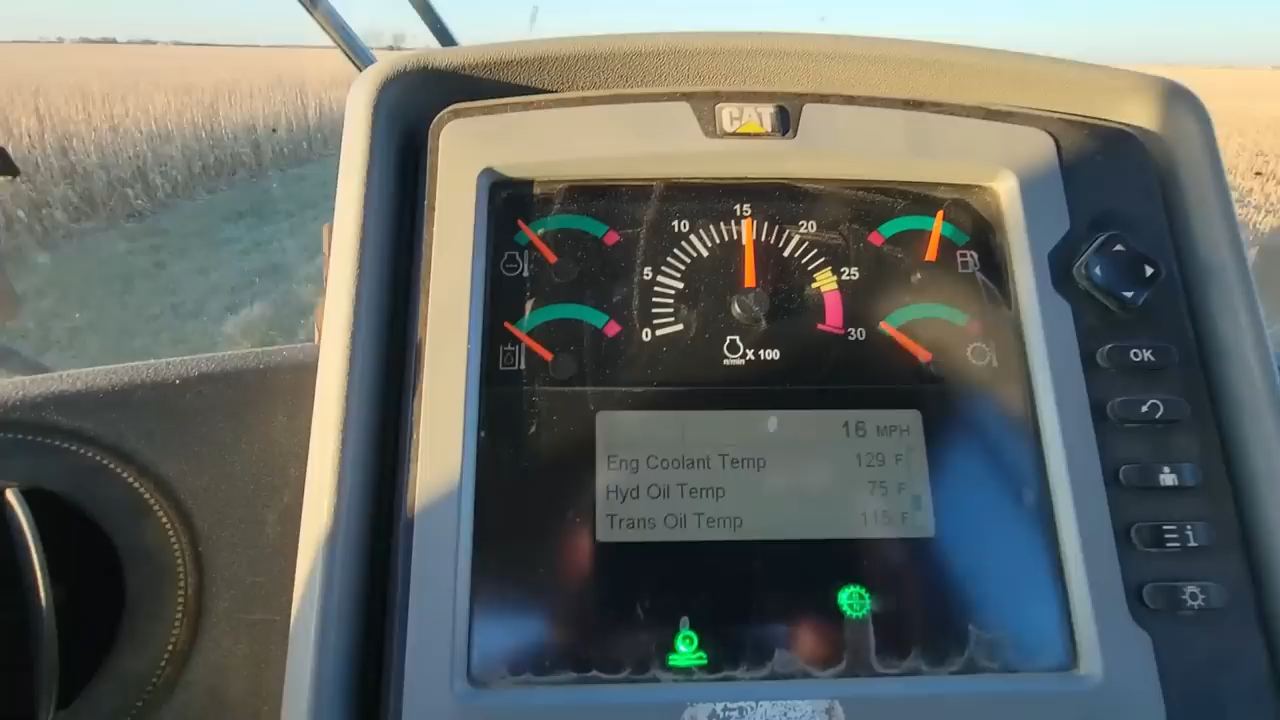 CAT
0
5
10
15
20
25
30
n/min X 100
16 MPH
Eng Coolant Temp 129 F
Hyd Oil Temp 75 F
Trans Oil Temp 115 F
OK
i